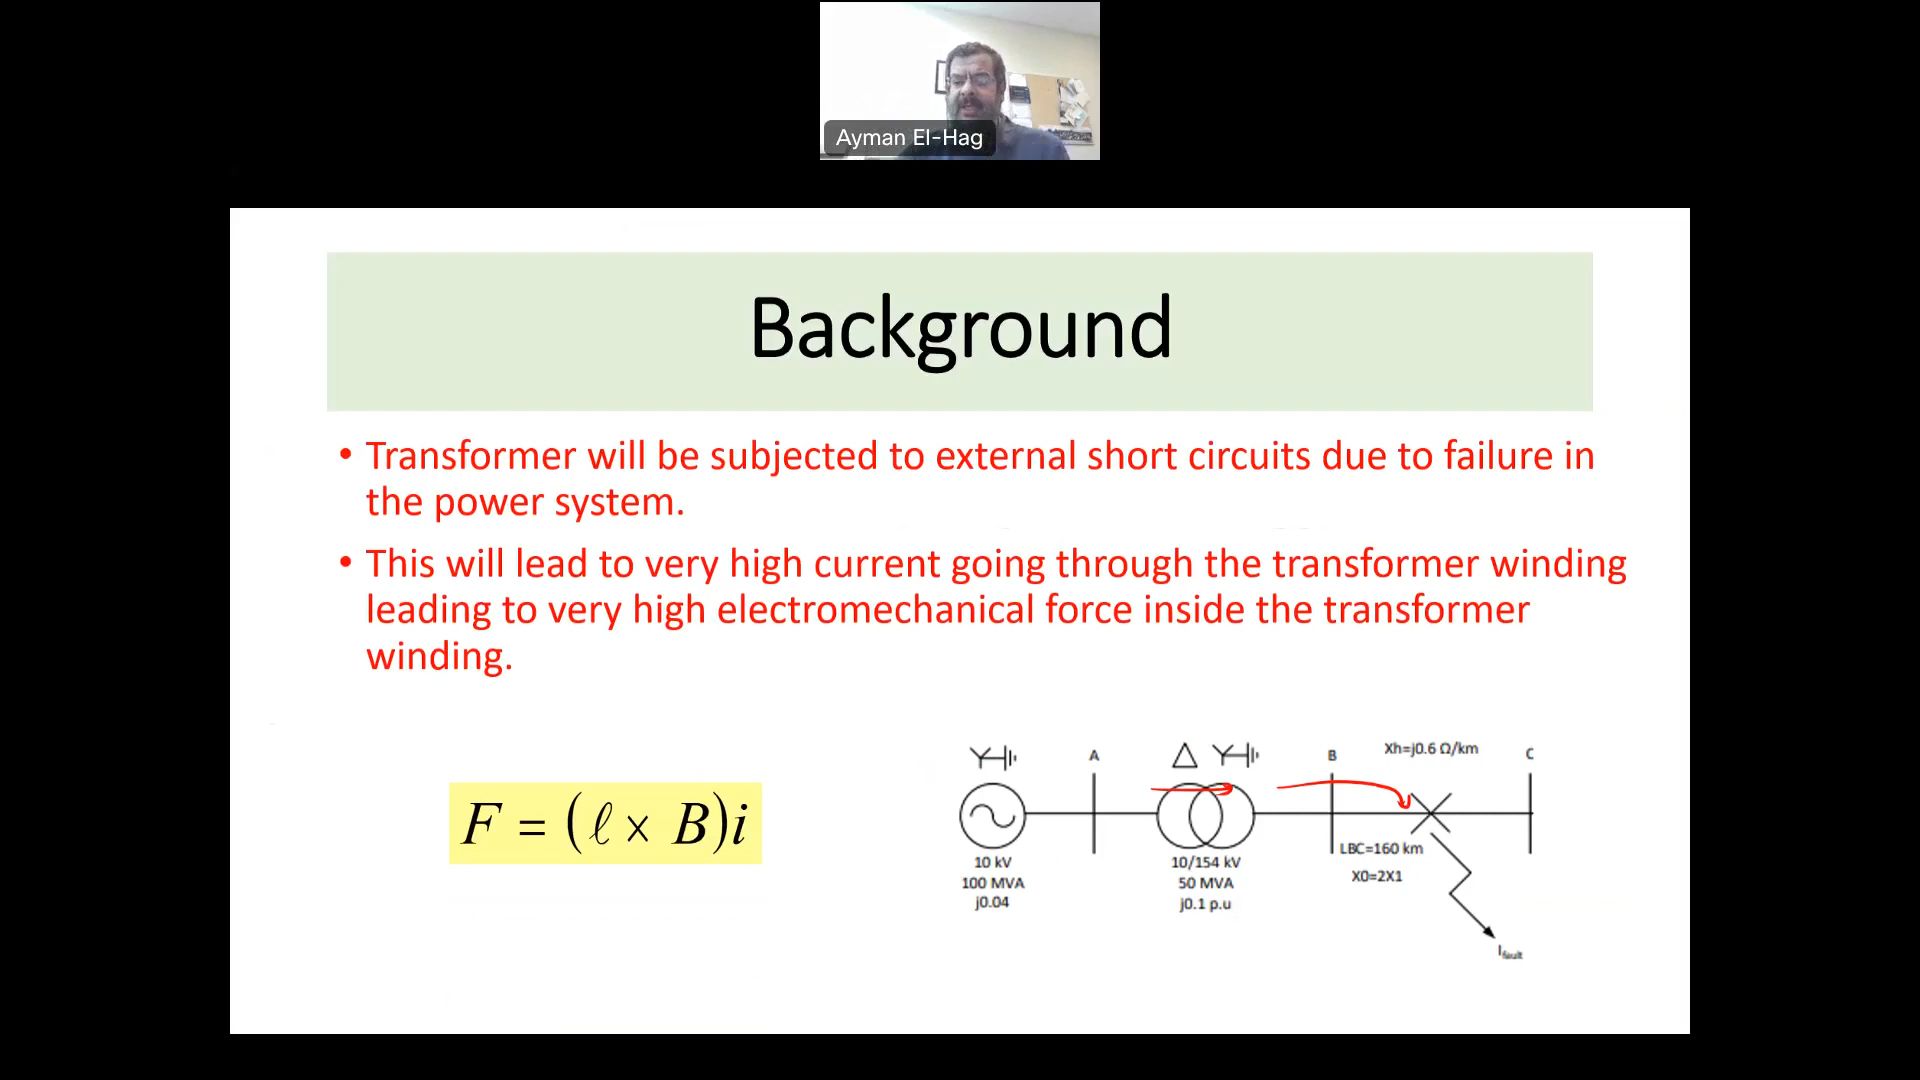 Ayman El-Hag
Background
• Transformer will be subjected to external short circuits due to failure in
the power system.
• This will lead to very high current going through the transformer winding
leading to very high electromechanical force inside the transformer
winding.
F = (ℓ × B)i
A
B
Xh=j0.6 Ω/km
C
10 kV
100 MVA
j0.04
10/154 kV
50 MVA
j0.1 p.u
LBC=160 km
X0=2X1
Ifault